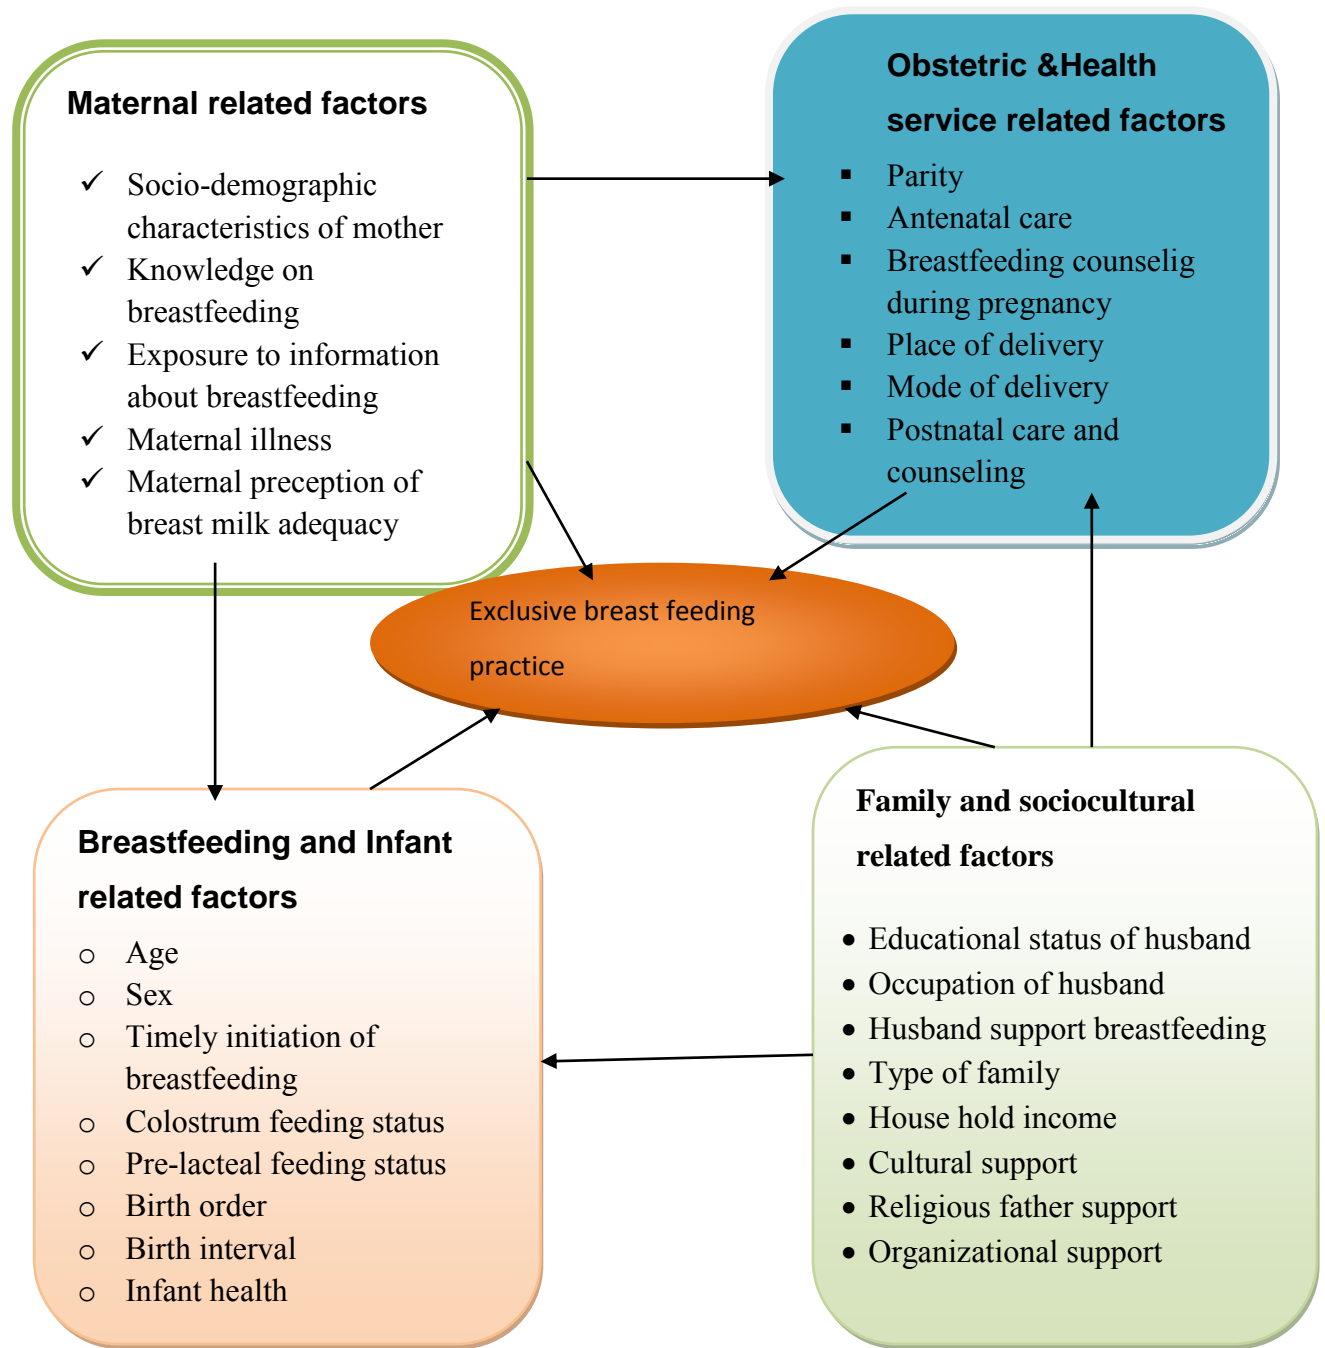 Maternal related factors
✓ Socio-demographic
characteristics of mother
✓ Knowledge on
breastfeeding
✓ Exposure to information
about breastfeeding
✓ Maternal illness
✓ Maternal preception of
breast milk adequacy
Obstetric &Health
service related factors
▪ Parity
▪ Antenatal care
▪ Breastfeeding counselig
during pregnancy
▪ Place of delivery
▪ Mode of delivery
▪ Postnatal care and
counseling
Exclusive breast feeding
practice
Breastfeeding and Infant
related factors
o Age
o Sex
o Timely initiation of
breastfeeding
o Colostrum feeding status
o Pre-lacteal feeding status
o Birth order
o Birth interval
o Infant health
Family and sociocultural
related factors
• Educational status of husband
• Occupation of husband
• Husband support breastfeeding
• Type of family
• House hold income
• Cultural support
• Religious father support
• Organizational support